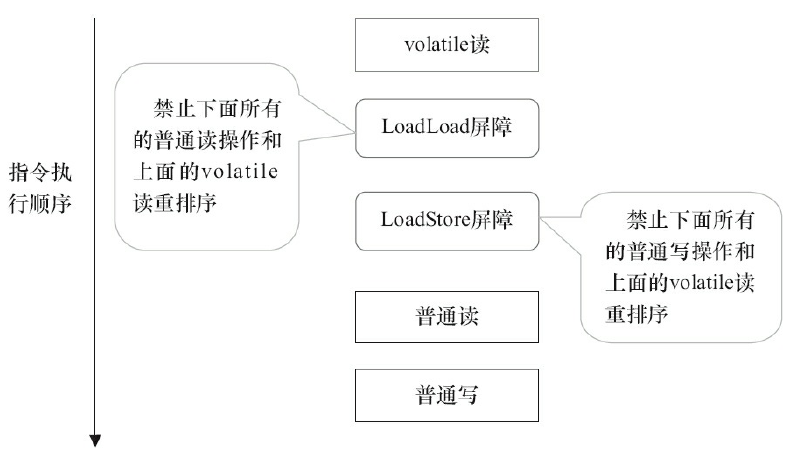 volatile读
禁止下面所有
的普通读操作和
上面的volatile
读重排序
LoadLoad屏障
指令执
行顺序
LoadStore屏障
禁止下面所有
的普通写操作和
上面的volatile读
重排序
普通读
普通写